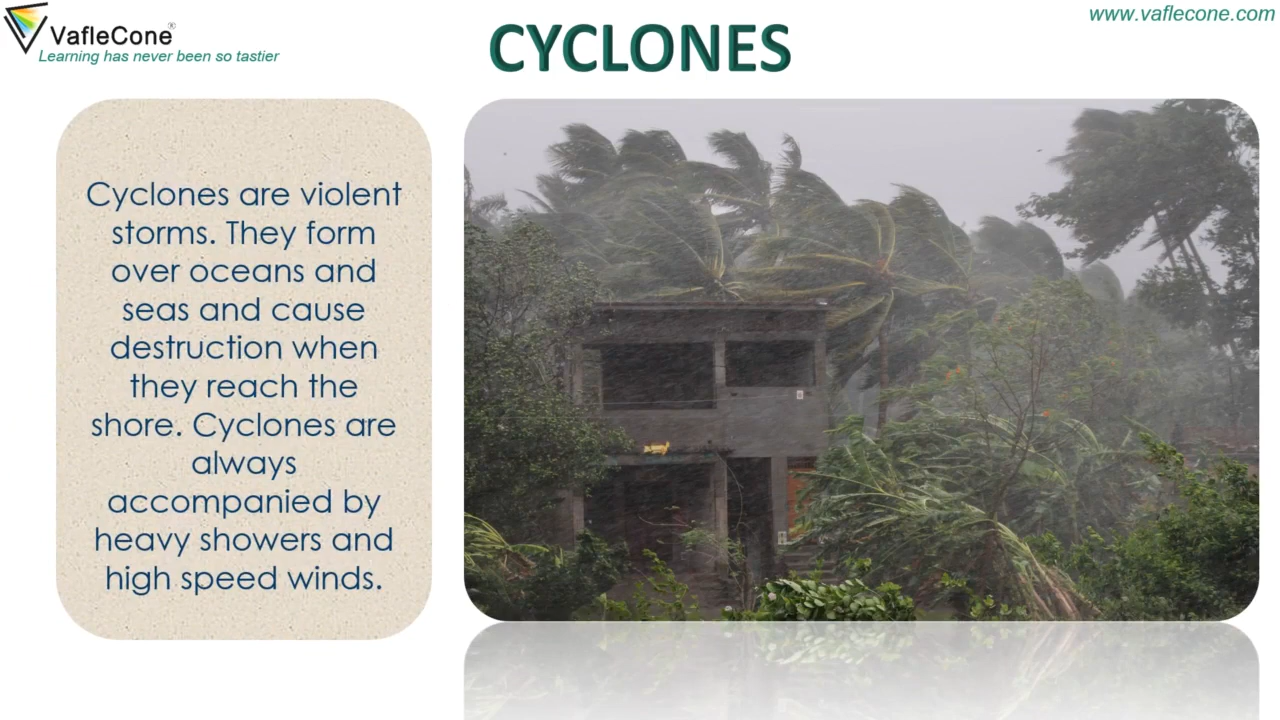 VafleCone®
Learning has never been so tastier
CYCLONES
www.vaflecone.com
Cyclones are violent
storms. They form
over oceans and
seas and cause
destruction when
they reach the
shore. Cyclones are
always
accompanied by
heavy showers and
high speed winds.